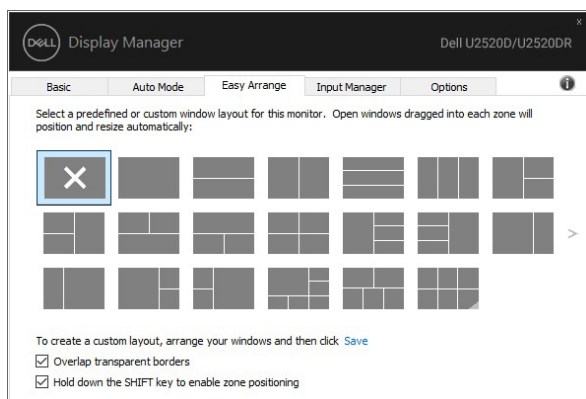 x
DELL Display Manager
Dell U2520D/U2520DR
Basic Auto Mode Easy Arrange Input Manager Options i
Select a predefined or custom window layout for this monitor. Open windows dragged into each zone will
position and resize automatically:
>
To create a custom layout, arrange your windows and then click Save
Overlap transparent borders
Hold down the SHIFT key to enable zone positioning